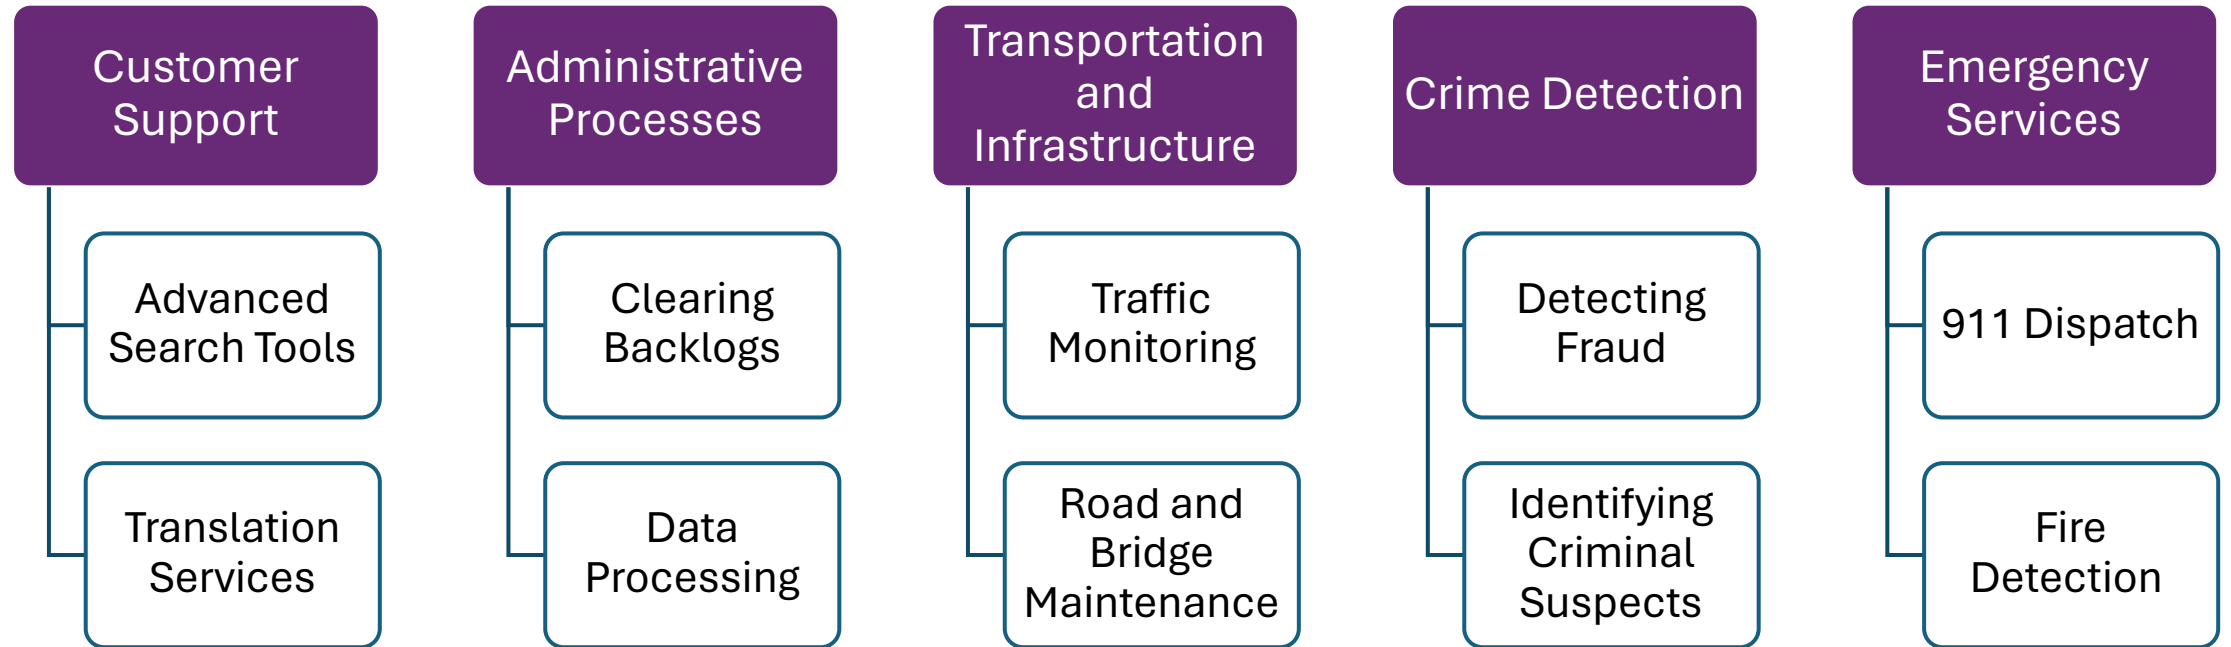 Customer
Support
Advanced
Search Tools
Translation
Services
Administrative
Processes
Clearing
Backlogs
Data
Processing
Transportation
and
Infrastructure
Traffic
Monitoring
Road and
Bridge
Maintenance
Crime Detection
Detecting
Fraud
Identifying
Criminal
Suspects
Emergency
Services
911 Dispatch
Fire
Detection